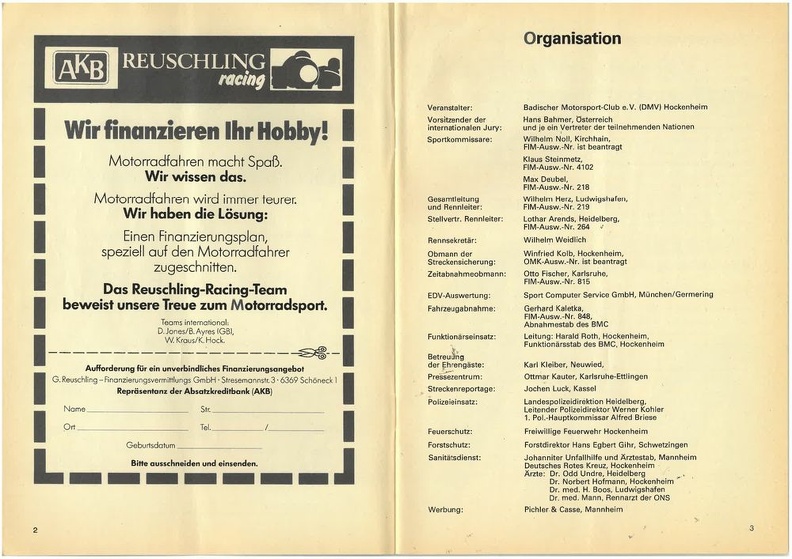 AKB REUSCHLING
racing
Wir finanzieren Ihr Hobby!
Motorradfahren macht Spaß.
Wir wissen das.
Motorradfahren wird immer teurer.
Wir haben die Lösung:
Einen Finanzierungsplan,
speziell auf den Motorradfahrer
zugeschnitten.
Das Reuschling-Racing-Team
beweist unsere Treue zum Motorradsport.
Teams international:
D. Jones/B. Ayres (GB),
W. Kraus/K. Hock.
Aufforderung für ein unverbindliches Finanzierungsangebot
G. Reuschling – Finanzierungsvermittlungs GmbH · Stresemannstr. 3 · 6369 Schöneck 1
Repräsentanz der Absatzkreditbank (AKB)
Name Str.
Ort Tel. /
Geburtsdatum
Bitte ausschneiden und einsenden.
2
Organisation
Veranstalter: Badischer Motorsport-Club e.V. (DMV) Hockenheim
Vorsitzender der Hans Bahmer, Österreich
internationalen Jury: und je ein Vertreter der teilnehmenden Nationen
Sportkommissare: Wilhelm Noll, Kirchhain,
FIM-Ausw.-Nr. ist beantragt
Klaus Steinmetz,
FIM-Ausw.-Nr. 4102
Max Deubel,
FIM-Ausw.-Nr. 218
Gesamtleitung Wilhelm Herz, Ludwigshafen,
und Rennleiter: FIM-Ausw.-Nr. 219
Stellvertr. Rennleiter: Lothar Arends, Heidelberg,
FIM-Ausw.-Nr. 264
Rennsekretär: Wilhelm Weidlich
Obmann der Winfried Kolb, Hockenheim,
Streckensicherung: OMK-Ausw.-Nr. ist beantragt
Zeitabnahmeobmann: Otto Fischer, Karlsruhe,
FIM-Ausw.-Nr. 815
EDV-Auswertung: Sport Computer Service GmbH, München/Germering
Fahrzeugabnahme: Gerhard Kaletka,
FIM-Ausw.-Nr. 848,
Abnahmestab des BMC
Funktionärseinsatz: Leitung: Harald Roth, Hockenheim,
Funktionärsstab des BMC, Hockenheim
Betreuung
der Ehrengäste: Karl Kleiber, Neuwied,
Pressezentrum: Ottmar Kauter, Karlsruhe-Ettlingen
Streckenreportage: Jochen Luck, Kassel
Polizeieinsatz: Landespolizeidirektion Heidelberg,
Leitender Polizeidirektor Werner Kohler
1. Pol.-Hauptkommissar Alfred Briese
Feuerschutz: Freiwillige Feuerwehr Hockenheim
Forstschutz: Forstdirektor Hans Egbert Gihr, Schwetzingen
Sanitätsdienst: Johanniter Unfallhilfe und Ärztestab, Mannheim
Deutsches Rotes Kreuz, Hockenheim
Ärzte: Dr. Odd Undre, Heidelberg
Dr. Norbert Hofmann, Hockenheim
Dr. med. H. Boos, Ludwigshafen
Dr. med. Mann, Rennarzt der ONS
Werbung: Pichler & Casse, Mannheim
3